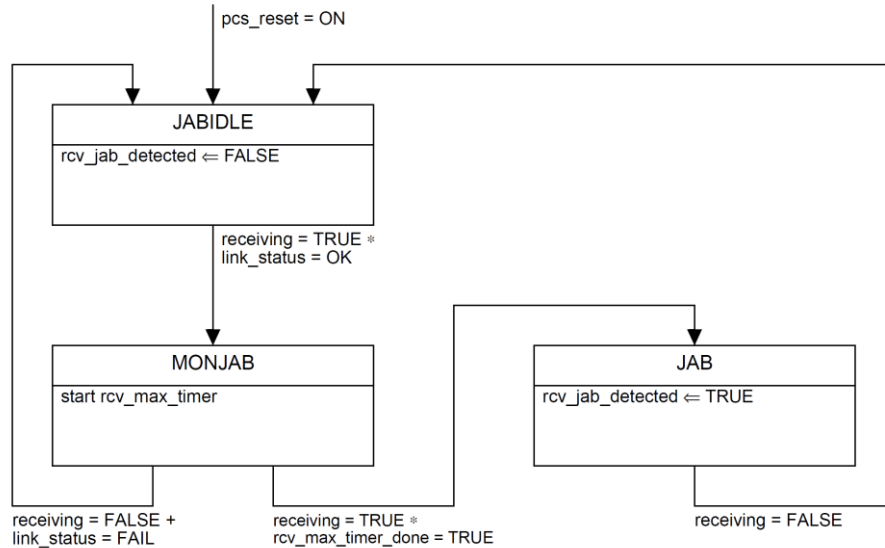 pcs_reset = ON
JABIDLE
rcv_jab_detected ⇐ FALSE
receiving = TRUE *
link_status = OK
MONJAB
start rcv_max_timer
JAB
rcv_jab_detected ⇐ TRUE
receiving = FALSE +
link_status = FAIL
receiving = TRUE *
rcv_max_timer_done = TRUE
receiving = FALSE